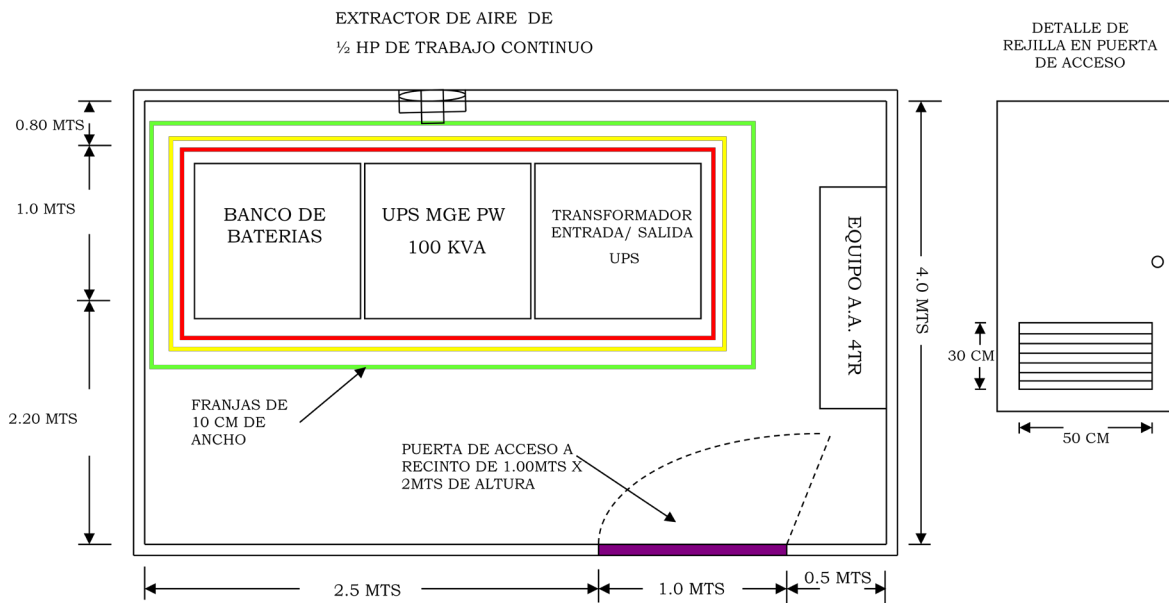 EXTRACTOR DE AIRE DE
½ HP DE TRABAJO CONTINUO
DETALLE DE
REJILLA EN PUERTA
DE ACCESO
0.80 MTS
1.0 MTS
2.20 MTS
BANCO DE
BATERIAS
UPS MGE PW
100 KVA
TRANSFORMADOR
ENTRADA/ SALIDA
UPS
EQUIPO A.A. 4TR
4.0 MTS
30 CM
50 CM
FRANJAS DE
10 CM DE
ANCHO
PUERTA DE ACCESO A
RECINTO DE 1.00MTS X
2MTS DE ALTURA
2.5 MTS
1.0 MTS
0.5 MTS